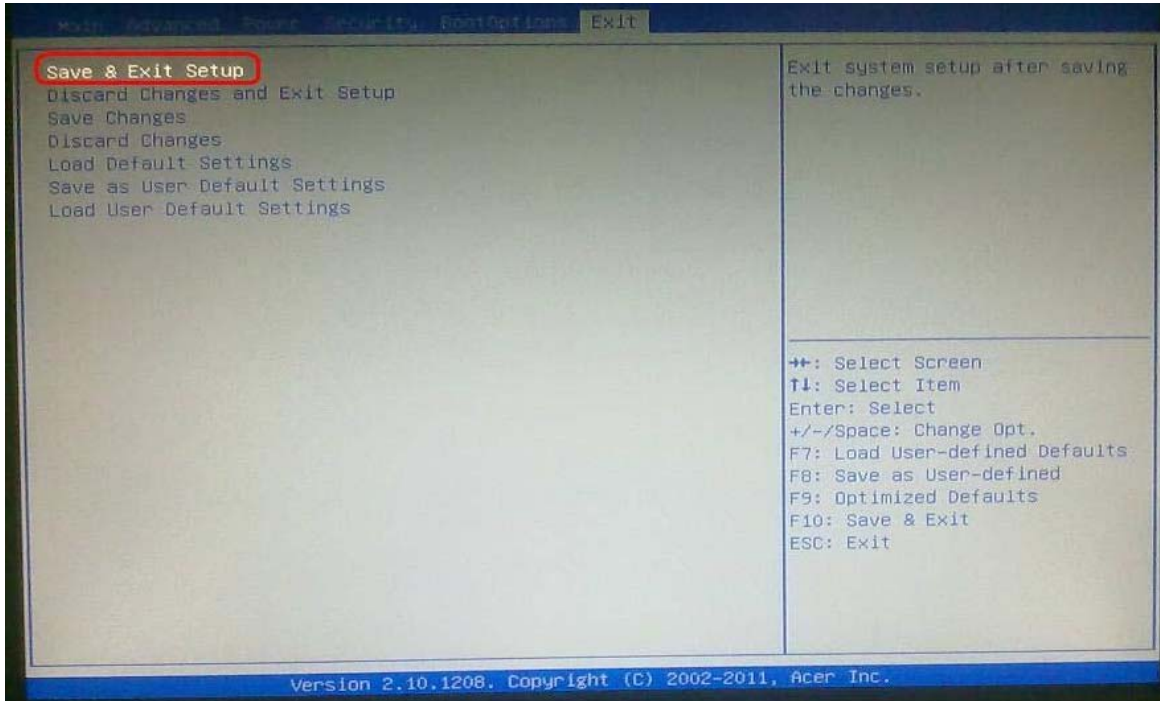 Main Advanced Power Security BootOptions Exit
Save & Exit Setup
Discard Changes and Exit Setup
Save Changes
Discard Changes
Load Default Settings
Save as User Default Settings
Load User Default Settings
Exit system setup after saving
the changes.
→←: Select Screen
↑↓: Select Item
Enter: Select
+/-/Space: Change Opt.
F7: Load User-defined Defaults
F8: Save as User-defined
F9: Optimized Defaults
F10: Save & Exit
ESC: Exit
Version 2.10.1208. Copyright (C) 2002-2011, Acer Inc.